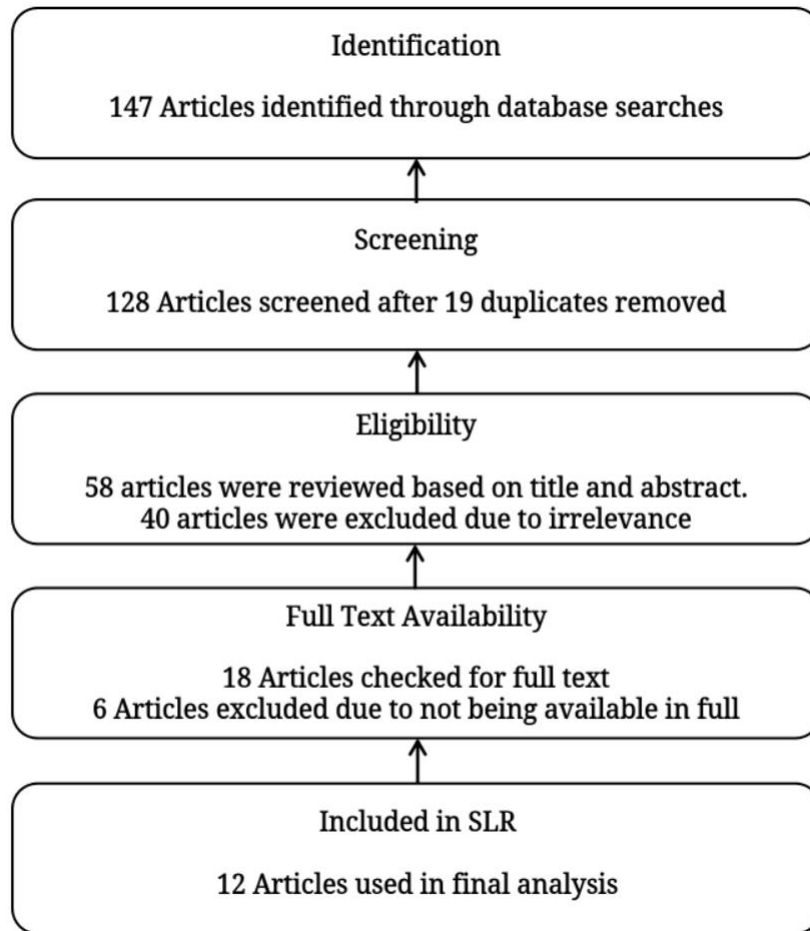 Identification
147 Articles identified through database searches
Screening
128 Articles screened after 19 duplicates removed
Eligibility
58 articles were reviewed based on title and abstract.
40 articles were excluded due to irrelevance
Full Text Availability
18 Articles checked for full text
6 Articles excluded due to not being available in full
Included in SLR
12 Articles used in final analysis